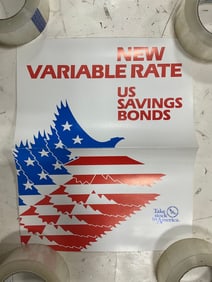 NEW
VARIABLE RATE
US
SAVINGS
BONDS
Take
stock
in America.